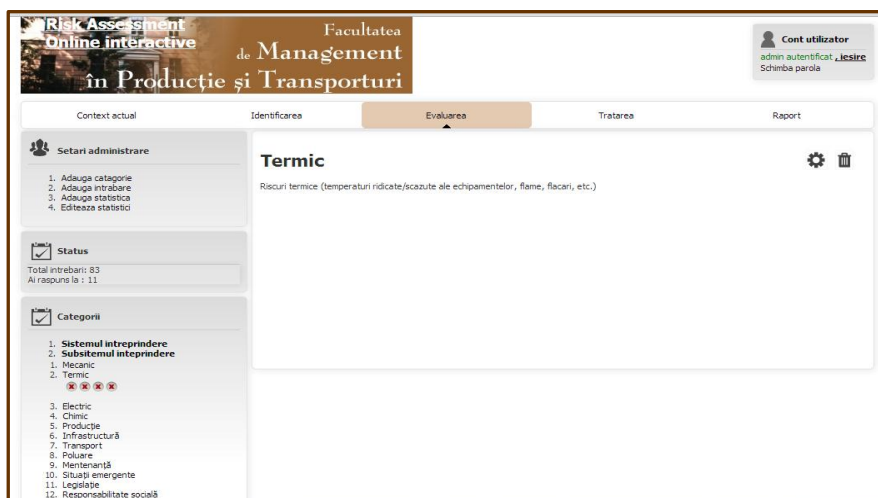 Risk Assessment
Online interactive
Facultatea
de Management
în Producție și Transporturi
Cont utilizator
admin autentificat , iesire
Schimba parola
Context actual
Identificarea
Evaluarea
Tratarea
Raport
Setari administrare
1. Adauga catagorie
2. Adauga intrabare
3. Adauga statistica
4. Editeaza statistici
Status
Total intrebari: 83
Ai raspuns la : 11
Categorii
1. Sistemul intreprindere
2. Subsitemul inteprindere
1. Mecanic
2. Termic
3. Electric
4. Chimic
5. Producție
6. Infrastructură
7. Transport
8. Poluare
9. Mentenanță
10. Situații emergente
11. Legislație
12. Responsabilitate socială
Termic
Riscuri termice (temperaturi ridicate/scazute ale echipamentelor, flame, flacari, etc.)